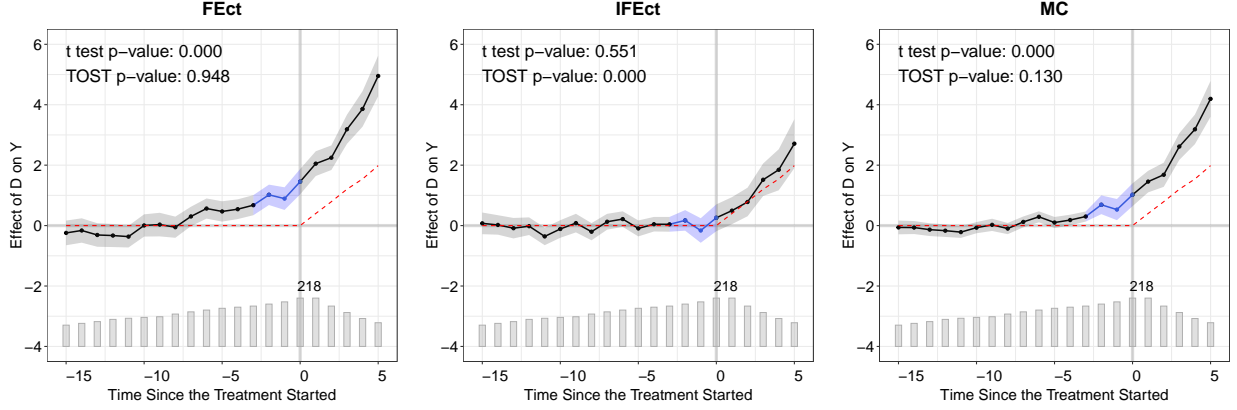 FEct
t test p−value: 0.000
TOST p−value: 0.948
218
6
4
2
0
−2
−4
−15
−10
−5
0
5
Effect of D on Y
Time Since the Treatment Started
IFEct
t test p−value: 0.551
TOST p−value: 0.000
218
6
4
2
0
−2
−4
−15
−10
−5
0
5
Effect of D on Y
Time Since the Treatment Started
MC
t test p−value: 0.000
TOST p−value: 0.130
218
6
4
2
0
−2
−4
−15
−10
−5
0
5
Effect of D on Y
Time Since the Treatment Started